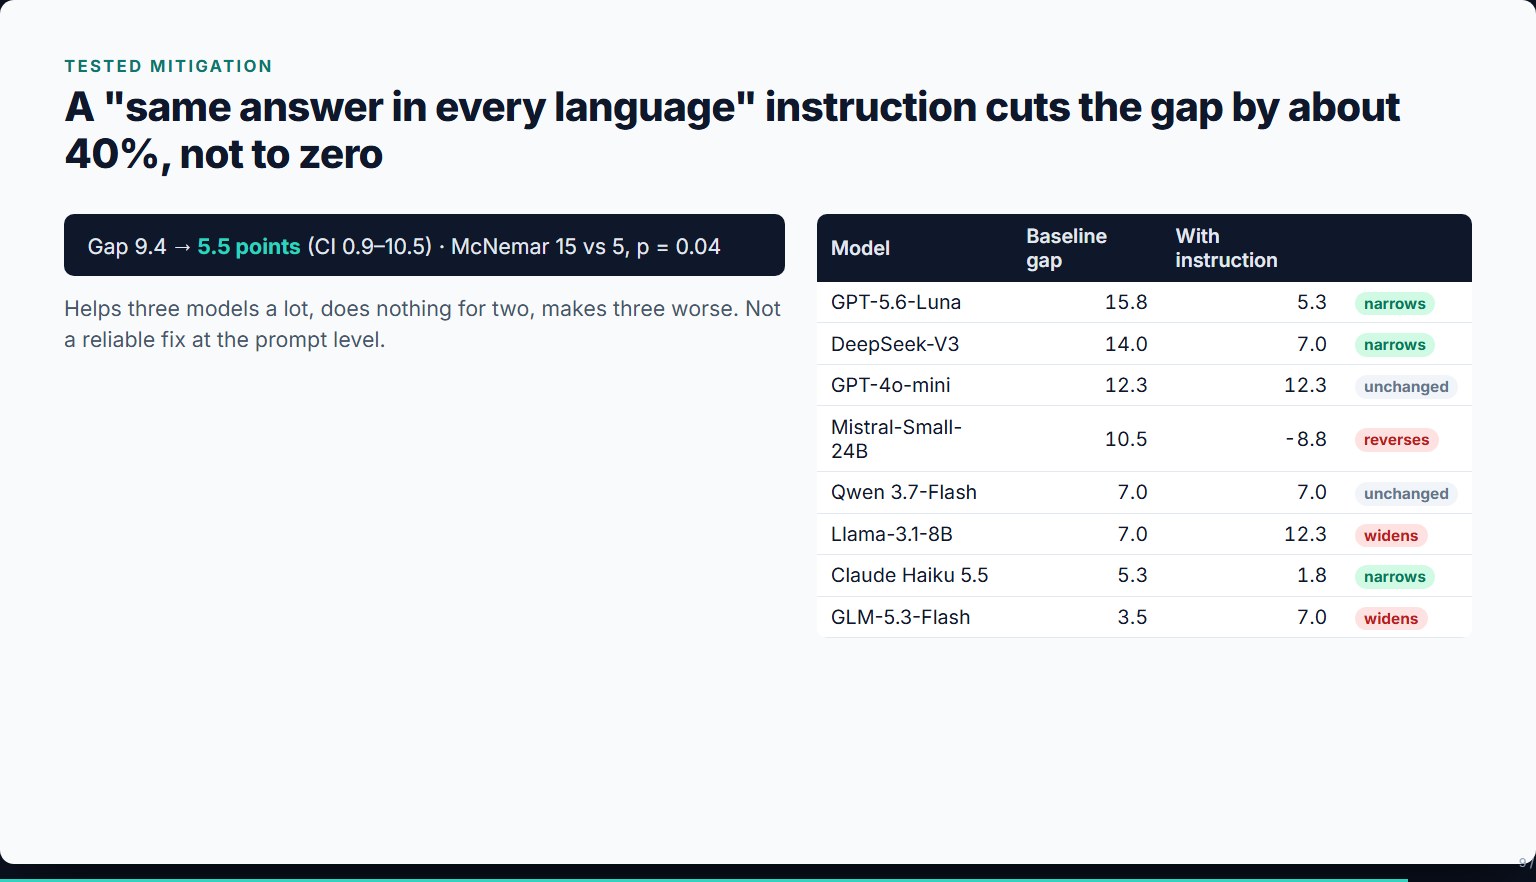 TESTED MITIGATION
A "same answer in every language" instruction cuts the gap by about
40%, not to zero
Gap 9.4 → 5.5 points (CI 0.9–10.5) · McNemar 15 vs 5, p = 0.04
Helps three models a lot, does nothing for two, makes three worse. Not
a reliable fix at the prompt level.
Model Baseline gap With instruction
GPT-5.6-Luna 15.8 5.3 narrows
DeepSeek-V3 14.0 7.0 narrows
GPT-4o-mini 12.3 12.3 unchanged
Mistral-Small-24B 10.5 -8.8 reverses
Qwen 3.7-Flash 7.0 7.0 unchanged
Llama-3.1-8B 7.0 12.3 widens
Claude Haiku 5.5 5.3 1.8 narrows
GLM-5.3-Flash 3.5 7.0 widens
9 /